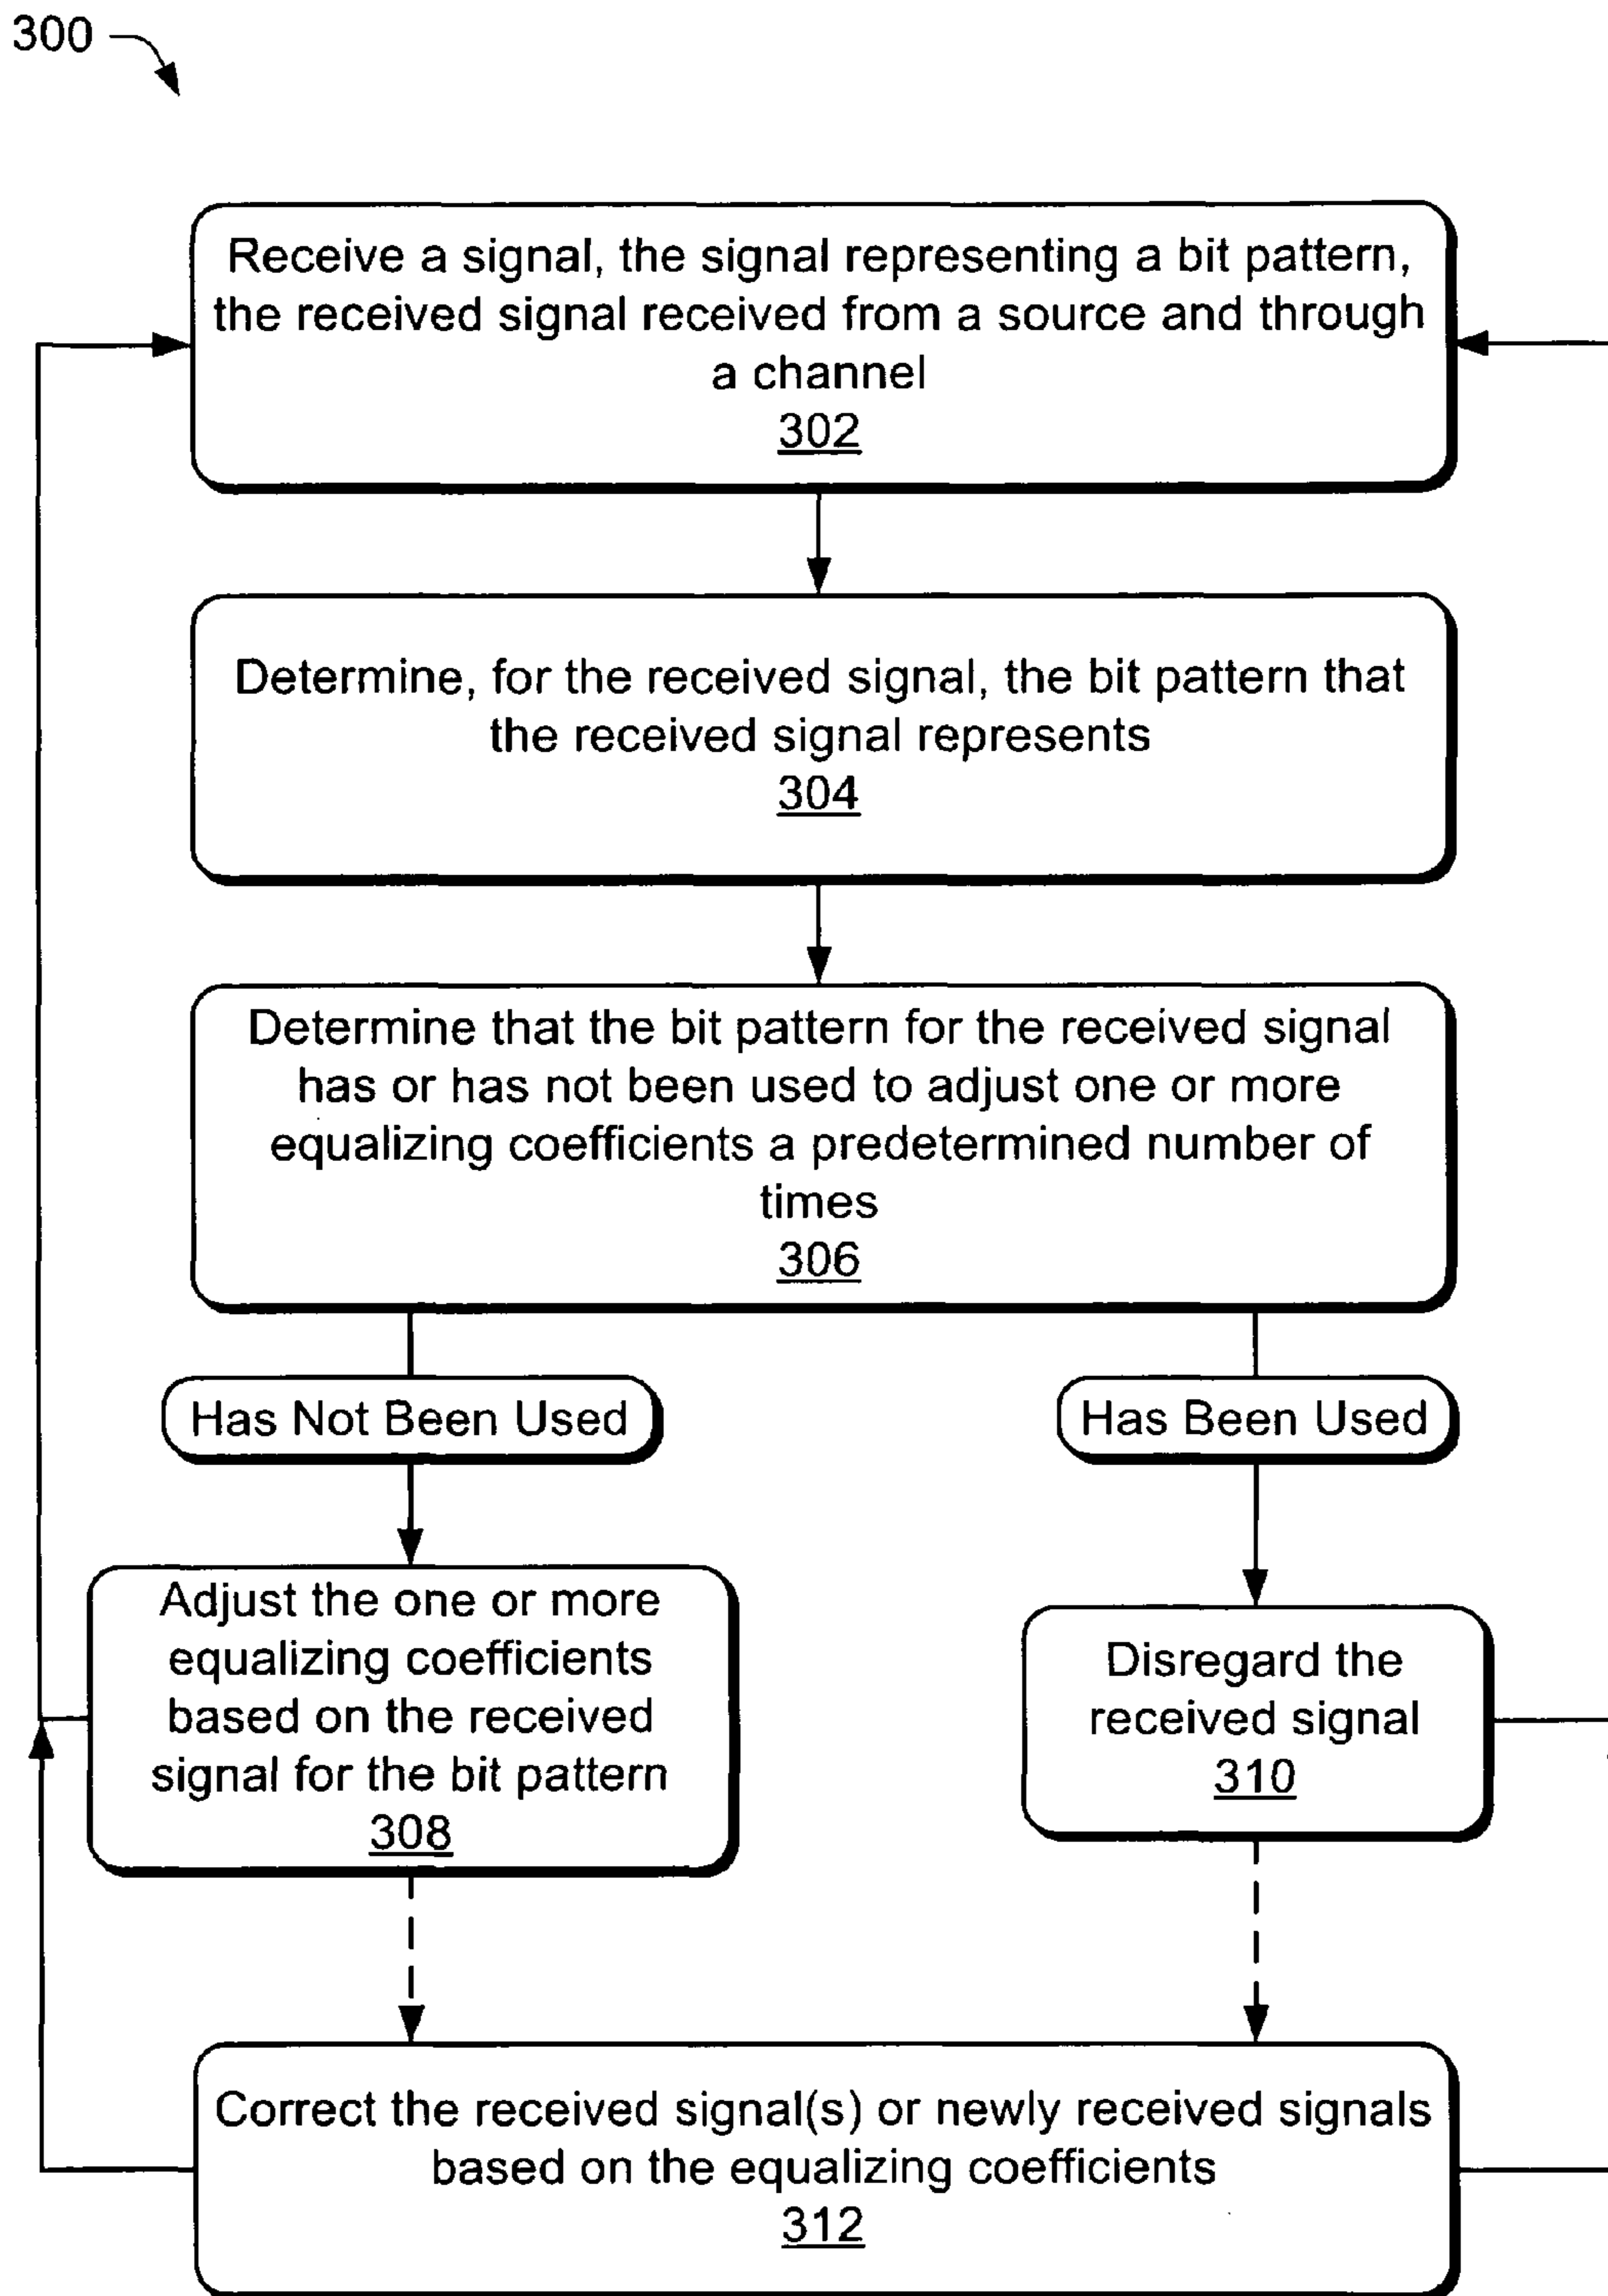 300
Receive a signal, the signal representing a bit pattern,
the received signal received from a source and through
a channel
302
Determine, for the received signal, the bit pattern that
the received signal represents
304
Determine that the bit pattern for the received signal
has or has not been used to adjust one or more
equalizing coefficients a predetermined number of
times
306
Has Not Been Used
Has Been Used
Adjust the one or more
equalizing coefficients
based on the received
signal for the bit pattern
308
Disregard the
received signal
310
Correct the received signal(s) or newly received signals
based on the equalizing coefficients
312